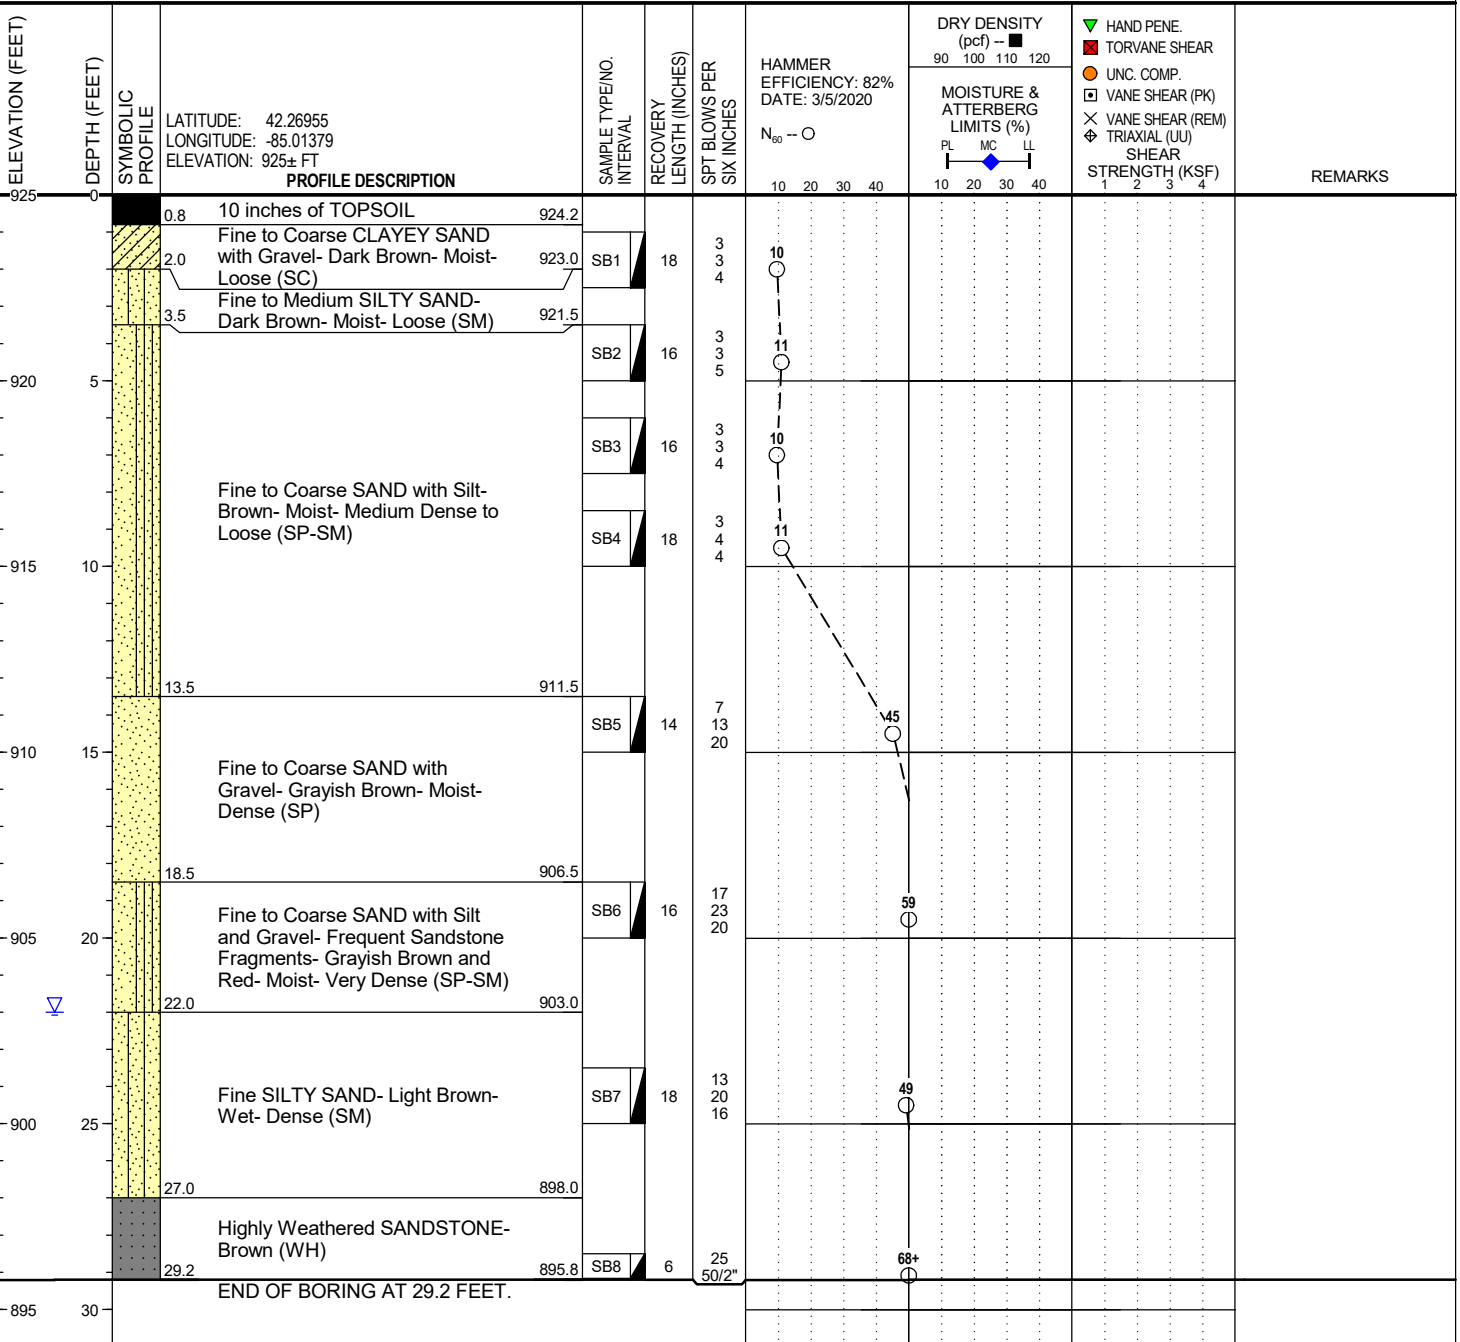 ELEVATION (FEET)
DEPTH (FEET)
SYMBOLIC
PROFILE
LATITUDE: 42.26955
LONGITUDE: -85.01379
ELEVATION: 925± FT
PROFILE DESCRIPTION
SAMPLE TYPE/NO.
INTERVAL
RECOVERY
LENGTH (INCHES)
SPT BLOWS PER
SIX INCHES
HAMMER
EFFICIENCY: 82%
DATE: 3/5/2020
N60 --
10 20 30 40
DRY DENSITY
(pcf) --
90 100 110 120
MOISTURE &
ATTERBERG
LIMITS (%)
PL MC LL
10 20 30 40
HAND PENE.
TORVANE SHEAR
UNC. COMP.
VANE SHEAR (PK)
VANE SHEAR (REM)
TRIAXIAL (UU)
SHEAR
STRENGTH (KSF)
1 2 3 4
REMARKS
925 0
0.8 10 inches of TOPSOIL 924.2
Fine to Coarse CLAYEY SAND
with Gravel- Dark Brown- Moist-
Loose (SC)
2.0 923.0
SB1 18
3
3
4
10
Fine to Medium SILTY SAND-
Dark Brown- Moist- Loose (SM)
3.5 921.5
SB2 16
3
3
5
11
920 5
SB3 16
3
3
4
10
Fine to Coarse SAND with Silt-
Brown- Moist- Medium Dense to
Loose (SP-SM)
SB4 18
3
4
4
11
915 10
13.5 911.5
SB5 14
7
13
20
45
910 15
Fine to Coarse SAND with
Gravel- Grayish Brown- Moist-
Dense (SP)
18.5 906.5
SB6 16
17
23
20
59
Fine to Coarse SAND with Silt
and Gravel- Frequent Sandstone
Fragments- Grayish Brown and
Red- Moist- Very Dense (SP-SM)
905 20
22.0 903.0
Fine SILTY SAND- Light Brown-
Wet- Dense (SM)
SB7 18
13
20
16
49
900 25
27.0 898.0
Highly Weathered SANDSTONE-
Brown (WH)
29.2 895.8
SB8 6
25
50/2"
68+
END OF BORING AT 29.2 FEET.
895 30